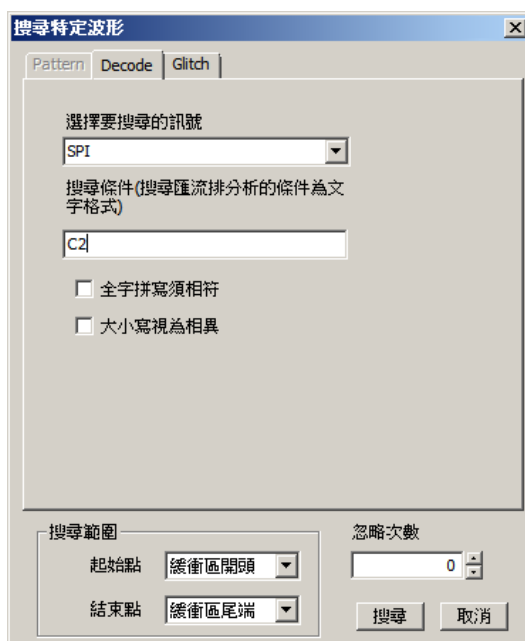 搜尋特定波形
Pattern Decode Glitch
選擇要搜尋的訊號
SPI
搜尋條件(搜尋匯流排分析的條件為文
字格式)
C2
全字拼寫須相符
大小寫視為相異
搜尋範圍
忽略次數
起始點 緩衝區開頭
0
結束點 緩衝區尾端
搜尋 取消